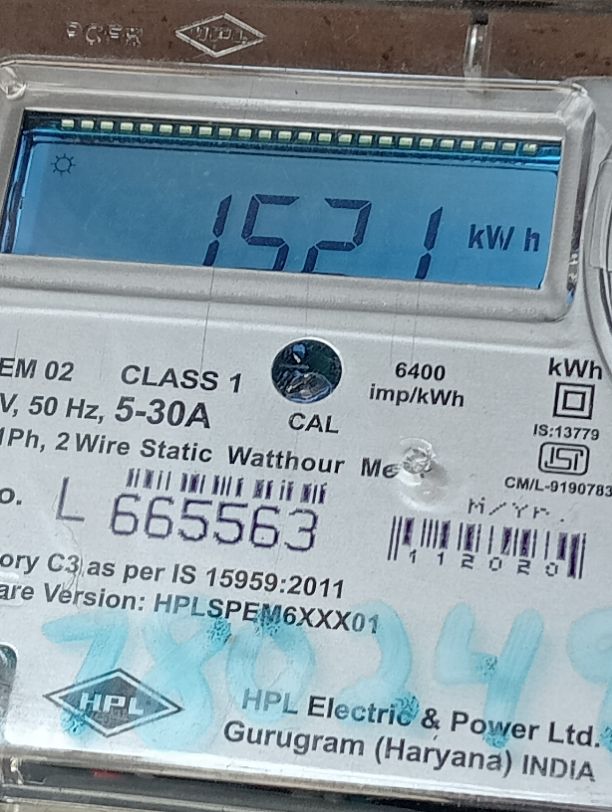 HPL
1521 kWh
EM 02 CLASS 1
6400
imp/kWh
kWh
V, 50 Hz, 5-30A
CAL
IS:13779
1Ph, 2 Wire Static Watthour
CM/L-9190783
o. L 665563
M/Yr.
112020
ory C3 as per IS 15959:2011
are Version: HPLSPEM6XXX01
780249
HPL
HPL Electric & Power Ltd.
Gurugram (Haryana) INDIA